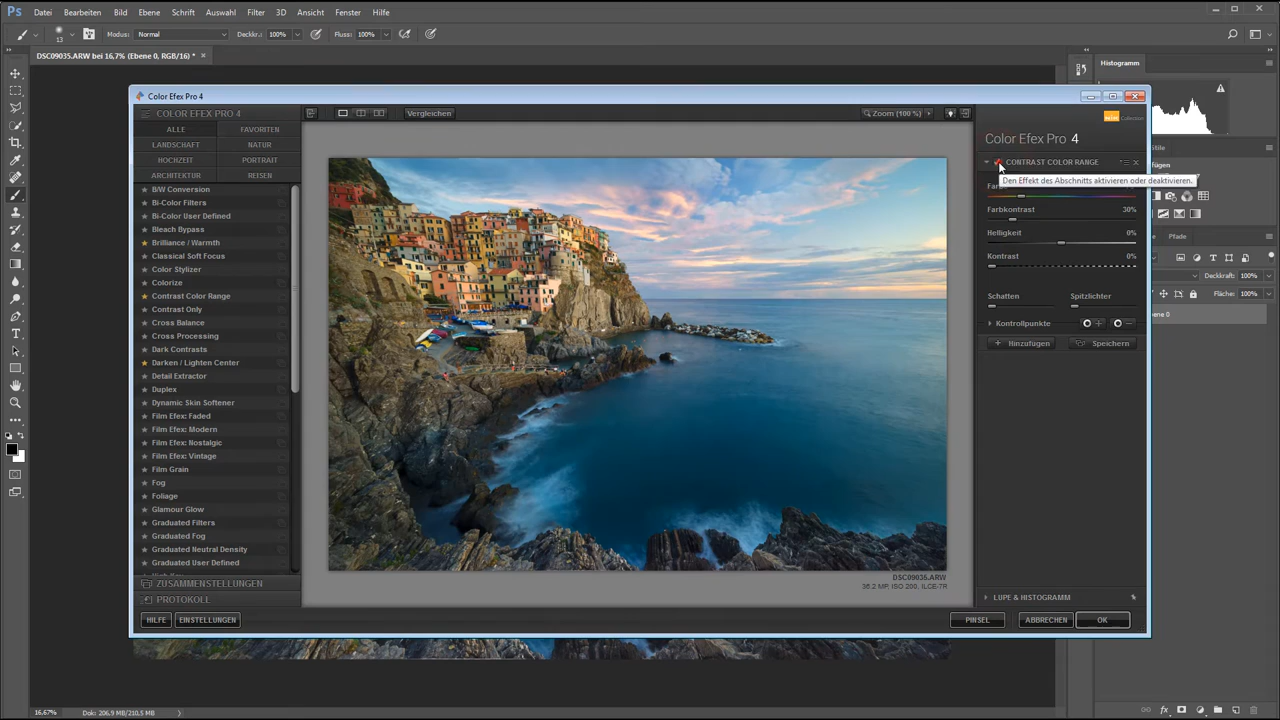 Ps Datei Bearbeiten Bild Ebene Schrift Auswahl Filter 3D Ansicht Fenster Hilfe
13 Modus: Normal Deckkr.: 100% Fluss: 100%
DSC09035.ARW bei 16,7% (Ebene 0, RGB/16) * ×
Histogramm
Color Efex Pro 4
COLOR EFEX PRO 4
Vergleichen
Zoom (100 %)
Collection
ALLE FAVORITEN
LANDSCHAFT NATUR
HOCHZEIT PORTRAIT
ARCHITEKTUR REISEN
B/W Conversion
Bi-Color Filters
Bi-Color User Defined
Bleach Bypass
Brilliance / Warmth
Classical Soft Focus
Color Stylizer
Colorize
Contrast Color Range
Contrast Only
Cross Balance
Cross Processing
Dark Contrasts
Darken / Lighten Center
Detail Extractor
Duplex
Dynamic Skin Softener
Film Efex: Faded
Film Efex: Modern
Film Efex: Nostalgic
Film Efex: Vintage
Film Grain
Fog
Foliage
Glamour Glow
Graduated Filters
Graduated Fog
Graduated Neutral Density
Graduated User Defined
ZUSAMMENSTELLUNGEN
PROTOKOLL
HILFE EINSTELLUNGEN
DSC09035.ARW
36.2 MP, ISO 200, ILCE-7R
Color Efex Pro 4
CONTRAST COLOR RANGE
Den Effekt des Abschnitts aktivieren oder deaktivieren.
Farbkontrast 30%
Helligkeit 0%
Kontrast 0%
Schatten Spitzlichter
Kontrollpunkte
Hinzufügen Speichern
LUPE & HISTOGRAMM
PINSEL ABBRECHEN OK
Pfade
Deckkraft: 100%
Fläche: 100%
16.67% Dok: 206,9 MB/210,5 MB